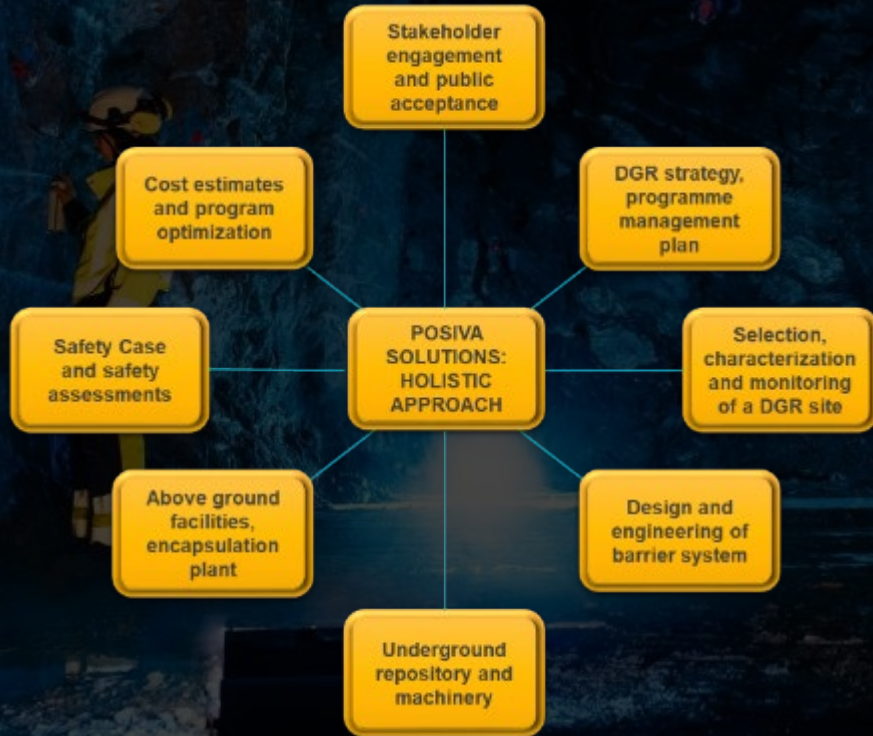 Stakeholder
engagement
and public
acceptance
Cost estimates
and program
optimization
DGR strategy,
programme
management
plan
Safety Case
and safety
assessments
POSIVA
SOLUTIONS:
HOLISTIC
APPROACH
Selection,
characterization
and monitoring
of a DGR site
Above ground
facilities,
encapsulation
plant
Design and
engineering of
barrier system
Underground
repository and
machinery